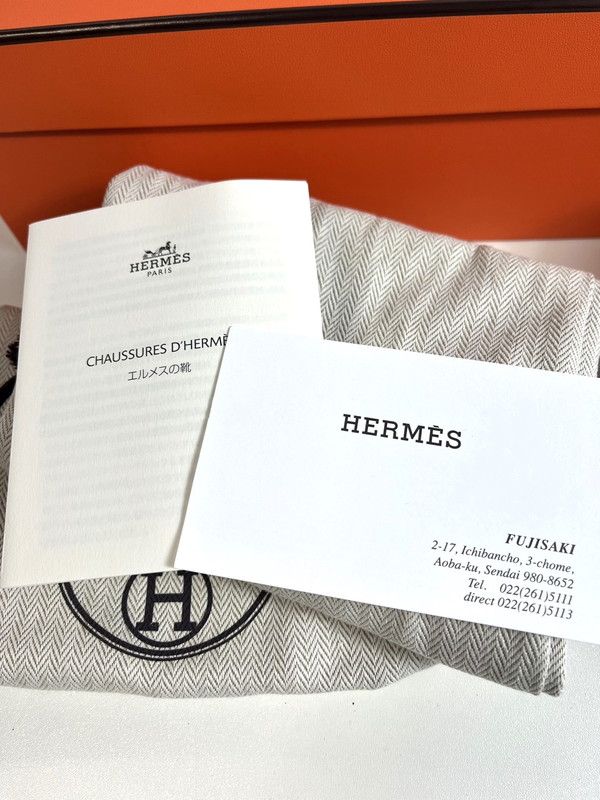 HERMÈS
PARIS
CHAUSSURES D'HERMÈ
エルメスの靴
HERMÈS
FUJISAKI
2-17, Ichibancho, 3-chome,
Aoba-ku, Sendai 980-8652
Tel. 022(261)5111
direct 022(261)5113
H